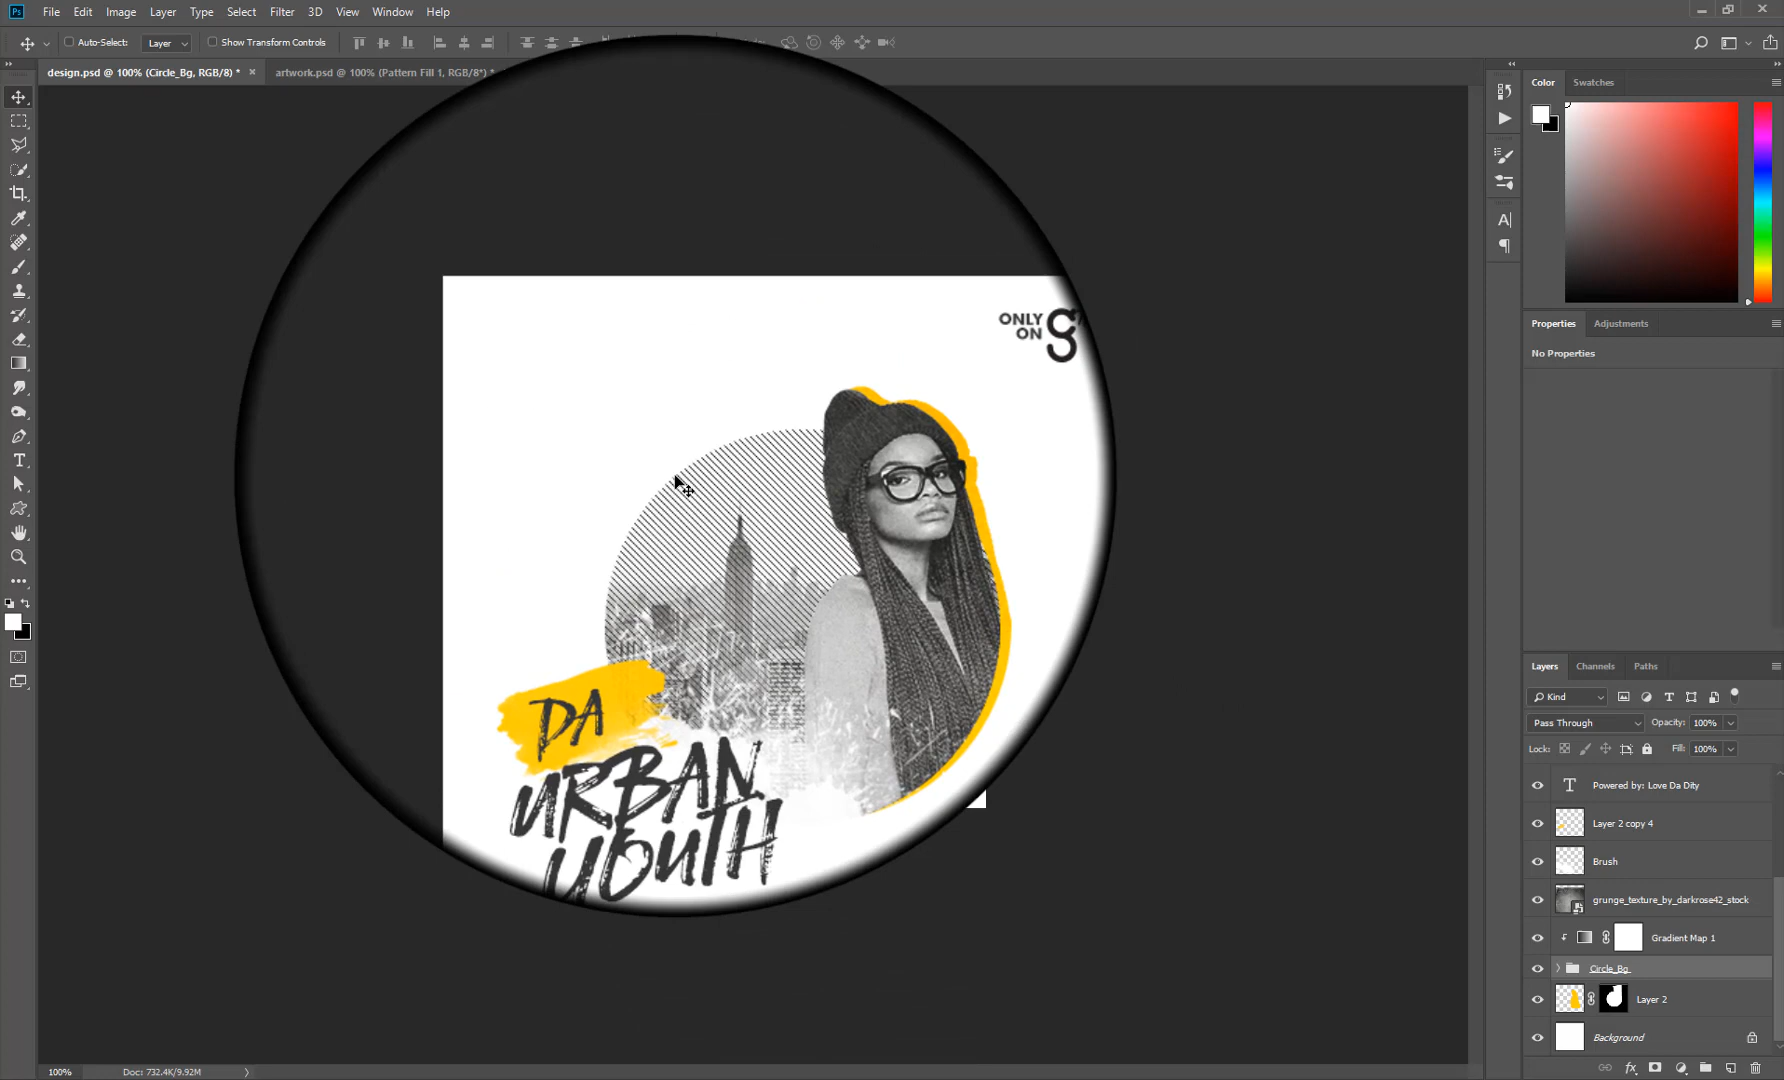 Ps File Edit Image Layer Type Select Filter 3D View Window Help
Auto-Select: Layer Show Transform Controls
design.psd @ 100% (Circle_Bg, RGB/8) * × artwork.psd @ 100% (Pattern Fill 1, RGB/8*) *
Color Swatches
ONLY
ON
Properties Adjustments
No Properties
DA
URBAN
YOUTH
Layers Channels Paths
Kind
Pass Through Opacity: 100%
Lock: Fill: 100%
T Powered by: Love Da Dity
Layer 2 copy 4
Brush
grunge_texture_by_darkrose42_stock
Gradient Map 1
Circle_Bg
Layer 2
Background
100% Doc: 732.4K/9.92M